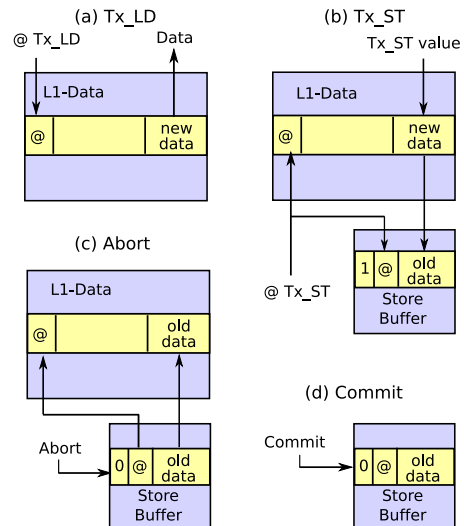 (a) Tx_LD
@ Tx_LD
Data
L1-Data
@
new
data
(b) Tx_ST
Tx_ST value
L1-Data
@
new
data
1
@
old
data
Store
Buffer
@ Tx_ST
(c) Abort
L1-Data
@
old
data
Abort
0
@
old
data
Store
Buffer
(d) Commit
Commit
0
@
old
data
Store
Buffer